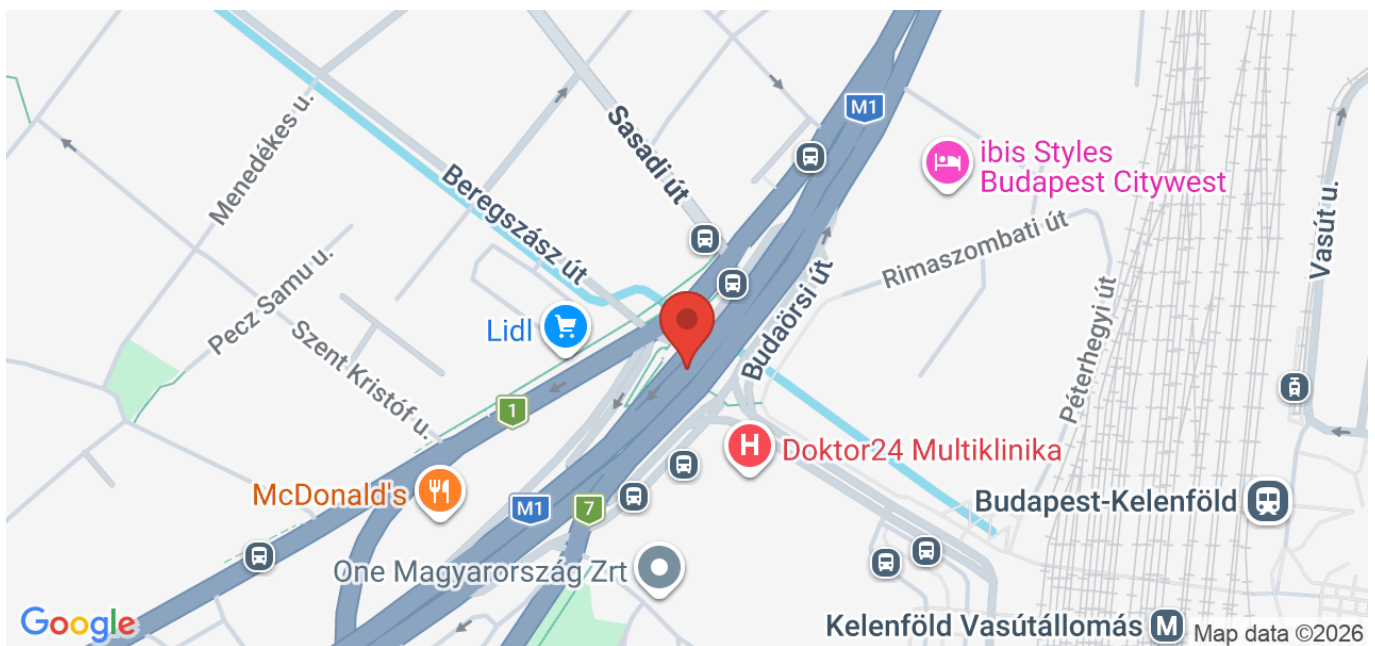 M1
Sasadi út
Menedékes u.
ibis Styles
Budapest Citywest
Vasút u.
Beregszász út
Rimaszombati út
Pecz Samu u.
Budaörsi út
Lidl
Szent Kristóf u.
Péterhegyi út
1
H
Doktor24 Multiklinika
McDonald's
M1
7
Budapest-Kelenföld
One Magyarország Zrt
Google
Kelenföld Vasútállomás
M
Map data ©2026